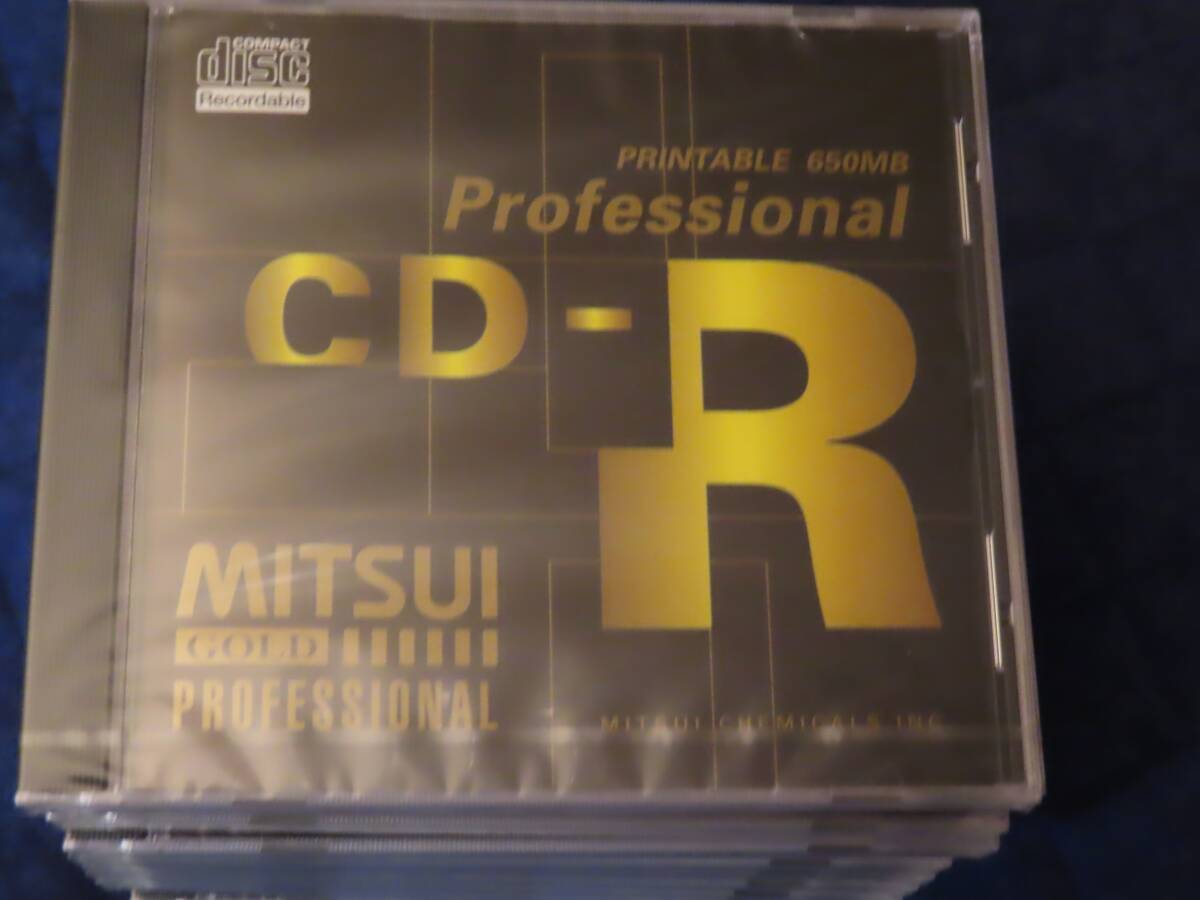 COMPACT
disc
Recordable
PRINTABLE 650MB
Professional
CD-R
MITSUI
GOLD
PROFESSIONAL
MITSUI CHEMICALS INC